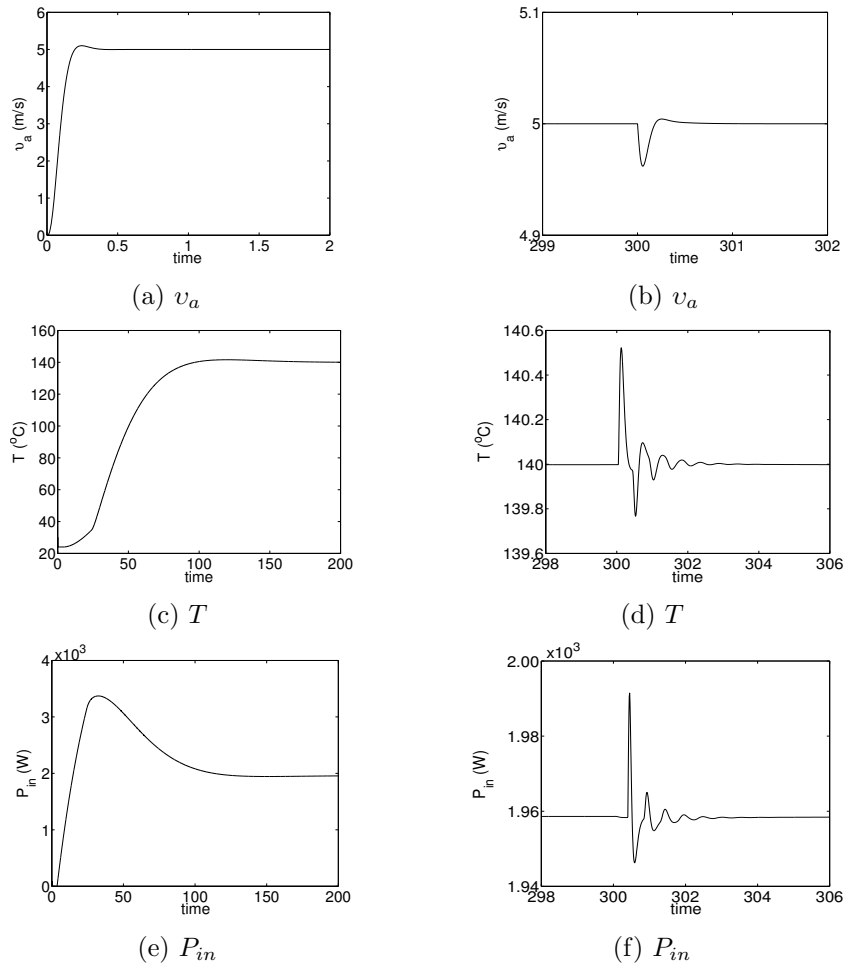 6
5
4
3
2
1
0
υa (m/s)
0 0.5 1 1.5 2
time
(a) υa
5.1
5
4.9
υa (m/s)
299 300 301 302
time
(b) υa
160
140
120
100
80
60
40
20
T (°C)
0 50 100 150 200
time
(c) T
140.6
140.4
140.2
140
139.8
139.6
T (°C)
298 300 302 304 306
time
(d) T
x10³
4
3
2
1
0
Pin (W)
0 50 100 150 200
time
(e) Pin
x10³
2.00
1.98
1.96
1.94
Pin (W)
298 300 302 304 306
time
(f) Pin